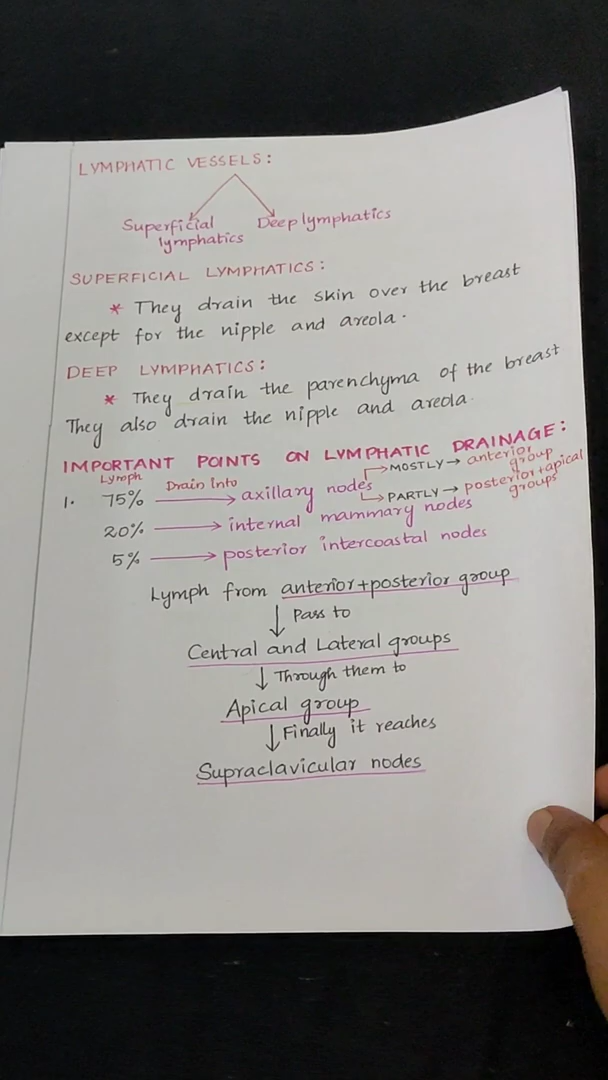 LYMPHATIC VESSELS:
Superficial lymphatics
Deep lymphatics
SUPERFICIAL LYMPHATICS:
* They drain the skin over the breast
except for the nipple and areola.
DEEP LYMPHATICS:
* They drain the parenchyma of the breast
They also drain the nipple and areola.
IMPORTANT POINTS ON LYMPHATIC DRAINAGE:
Lymph Drain Into
1. 75% → axillary nodes
→ MOSTLY → anterior group
→ PARTLY → posterior + apical groups
20% → internal mammary nodes
5% → posterior intercoastal nodes
Lymph from anterior + posterior group
↓ Pass to
Central and Lateral groups
↓ Through them to
Apical group
↓ Finally it reaches
Supraclavicular nodes